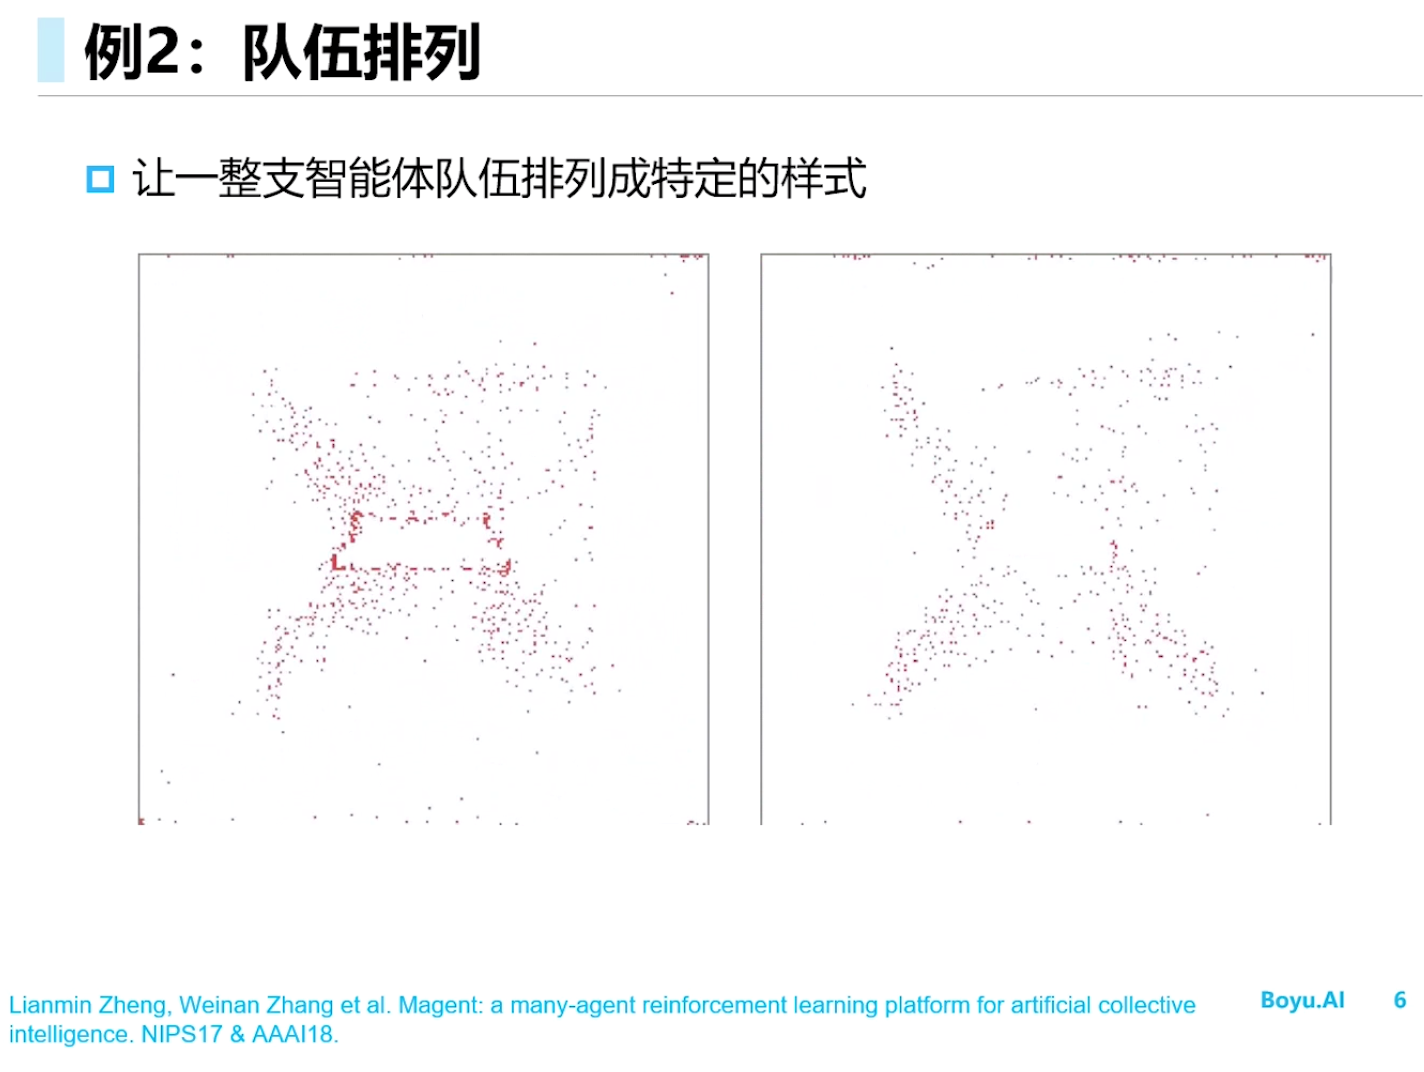 例2：队伍排列
让一整支智能体队伍排列成特定的样式
Lianmin Zheng, Weinan Zhang et al. Magent: a many-agent reinforcement learning platform for artificial collective
intelligence. NIPS17 & AAAI18.
Boyu.AI
6